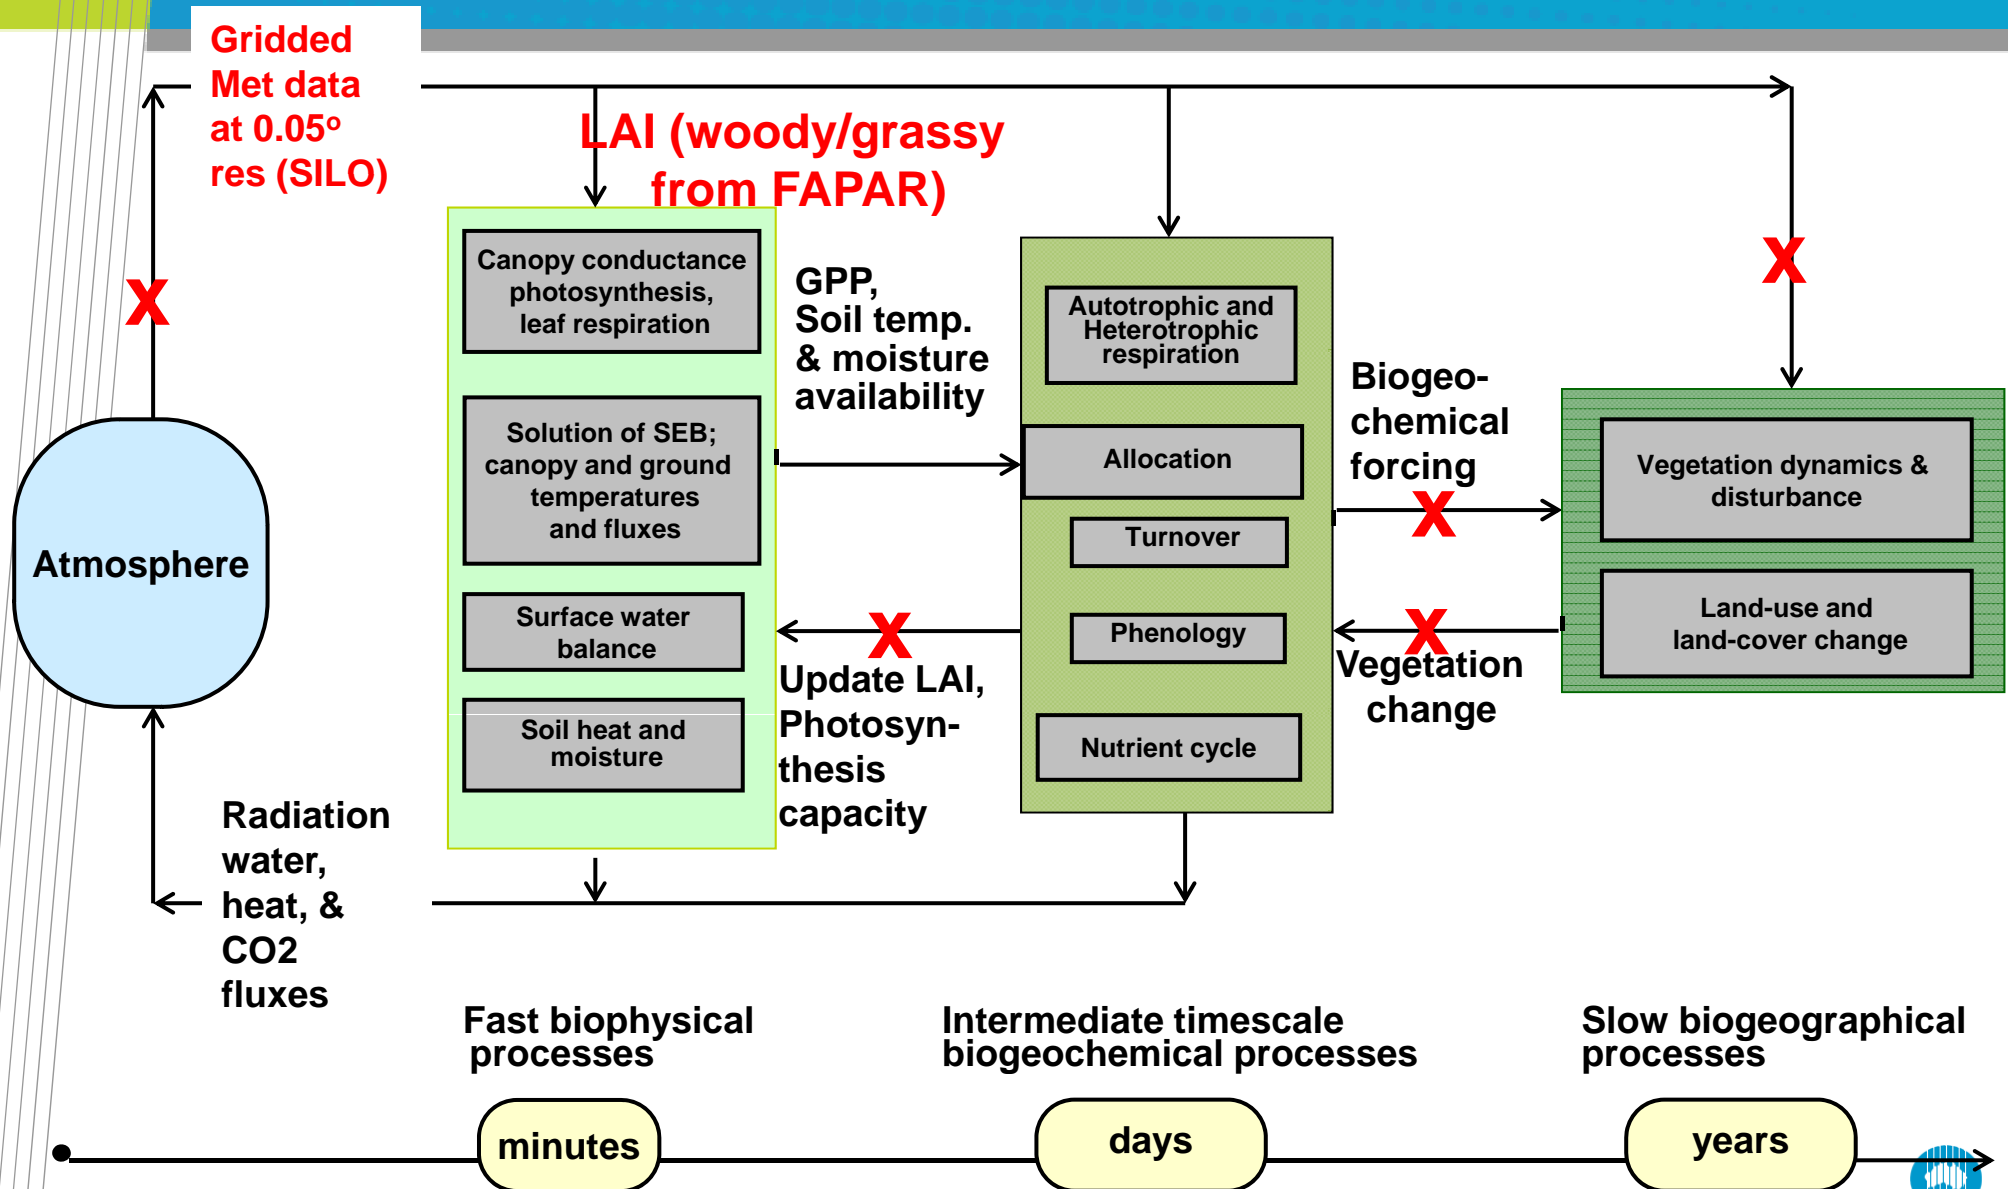 Gridded
Met data
at 0.05º
res (SILO)
LAI (woody/grassy
from FAPAR)
X
X
Canopy conductance
photosynthesis,
leaf respiration
GPP,
Soil temp.
& moisture
availability
Autotrophic and
Heterotrophic
respiration
Biogeo-
chemical
forcing
X
Solution of SEB;
canopy and ground
temperatures
and fluxes
Allocation
Vegetation dynamics &
disturbance
Atmosphere
Turnover
Surface water
balance
X
Update LAI,
Photosyn-
thesis
capacity
Phenology
X
Vegetation
change
Land-use and
land-cover change
Soil heat and
moisture
Nutrient cycle
Radiation
water,
heat, &
CO2
fluxes
Fast biophysical
processes
Intermediate timescale
biogeochemical processes
Slow biogeographical
processes
minutes
days
years